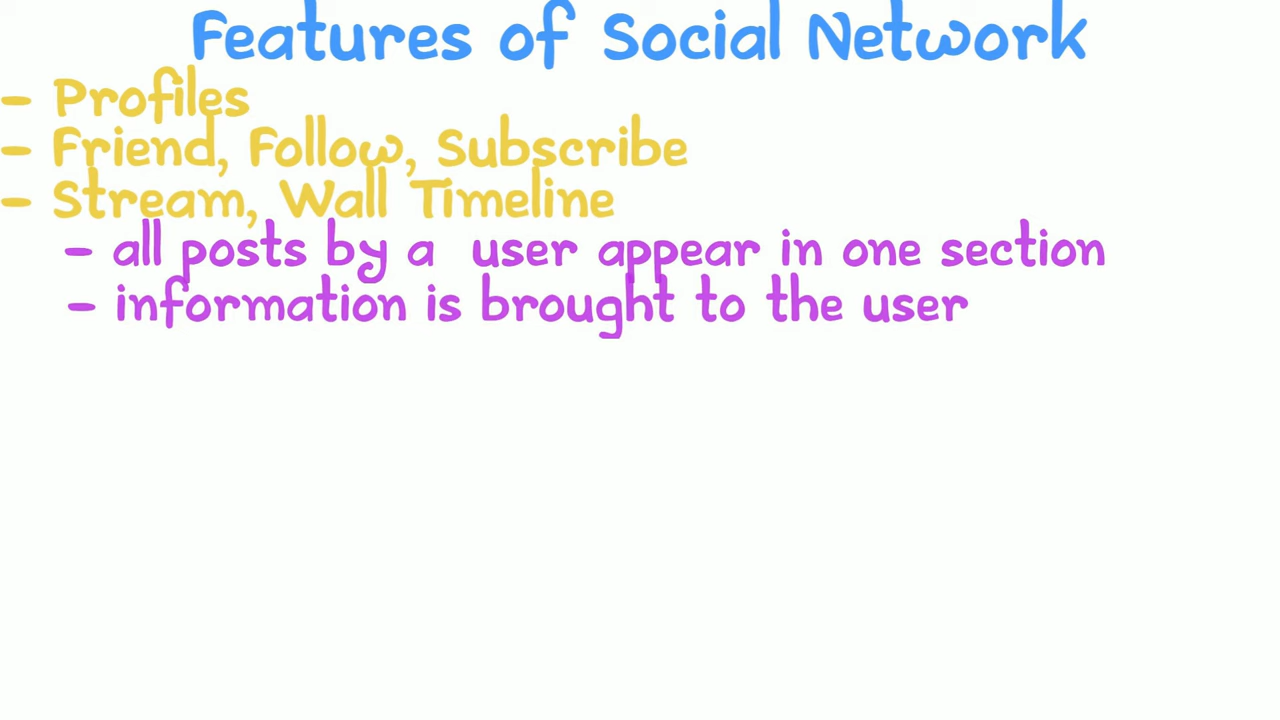 Features of Social Network
- Profiles
- Friend, Follow, Subscribe
- Stream, Wall Timeline
- all posts by a user appear in one section
- information is brought to the user